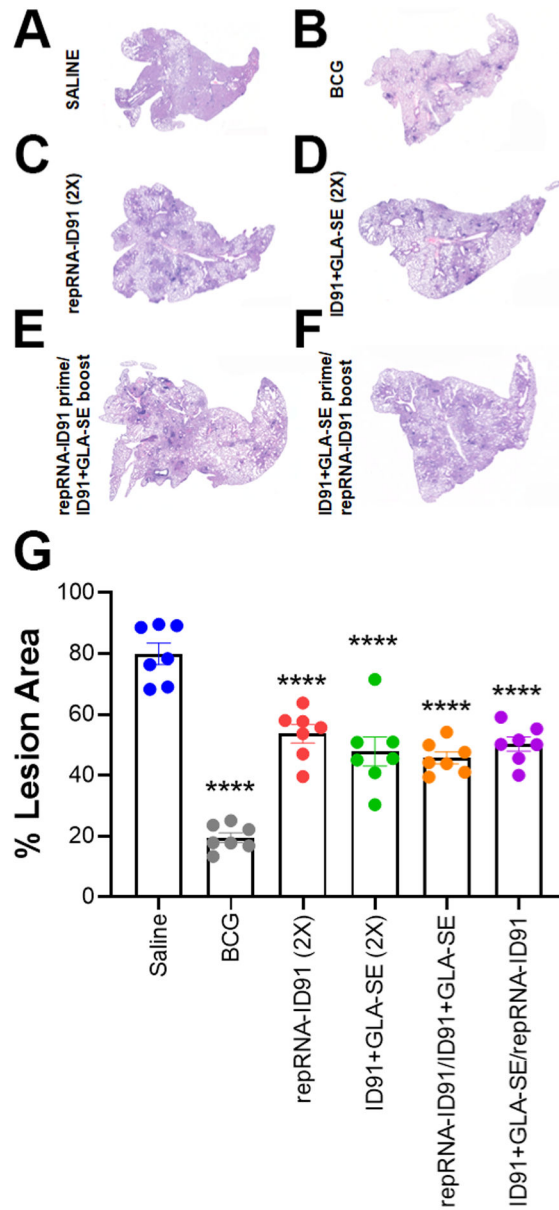 A
SALINE
B
BCG
C
repRNA-ID91 (2X)
D
ID91+GLA-SE (2X)
E
repRNA-ID91 prime/
ID91+GLA-SE boost
F
ID91+GLA-SE prime/
repRNA-ID91 boost
G
% Lesion Area
100
80
60
40
20
0
****
****
****
****
****
Saline
BCG
repRNA-ID91 (2X)
ID91+GLA-SE (2X)
repRNA-ID91/ID91+GLA-SE
ID91+GLA-SE/repRNA-ID91